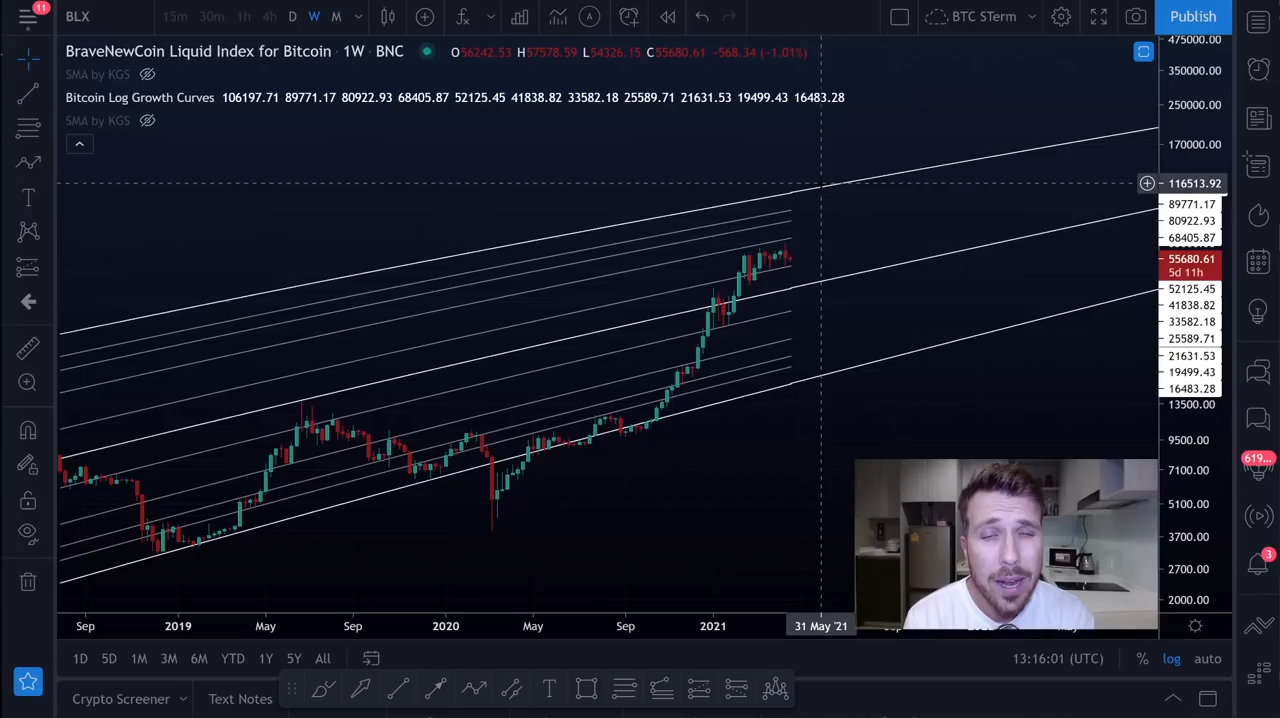 11
BLX
15m 30m 1h 4h D W M
BTC STerm
Publish
BraveNewCoin Liquid Index for Bitcoin · 1W · BNC
O56242.53 H57578.59 L54326.15 C55680.61 -568.34 (-1.01%)
SMA by KGS
Bitcoin Log Growth Curves 106197.71 89771.17 80922.93 68405.87 52125.45 41838.82 33582.18 25589.71 21631.53 19499.43 16483.28
SMA by KGS
475000.00
350000.00
250000.00
170000.00
116513.92
89771.17
80922.93
68405.87
55680.61
5d 11h
52125.45
41838.82
33582.18
25589.71
21631.53
19499.43
16483.28
13500.00
9500.00
7100.00
5100.00
3700.00
2700.00
2000.00
619...
3
Sep 2019 May Sep 2020 May Sep 2021 31 May '21
1D 5D 1M 3M 6M YTD 1Y 5Y All
13:16:01 (UTC) % log auto
Crypto Screener Text Notes